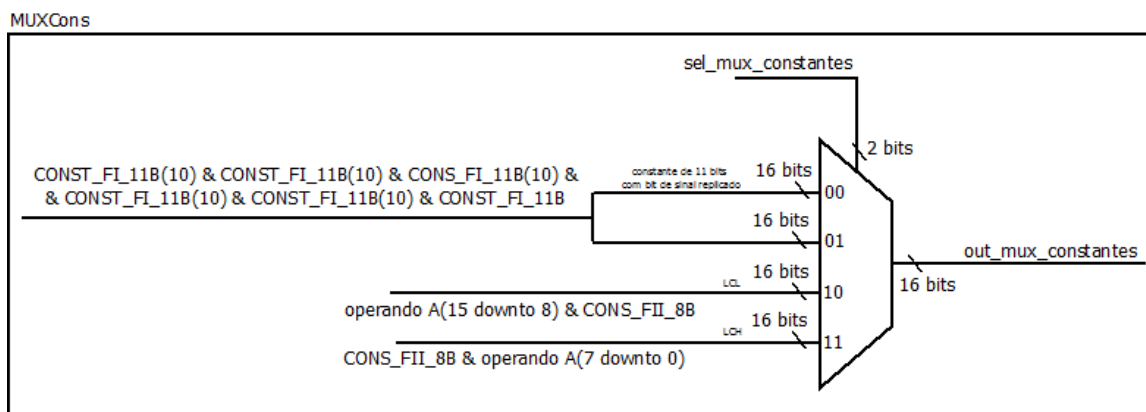 MUXCons
sel_mux_constantes
2 bits
CONST_FI_11B(10) & CONST_FI_11B(10) & CONS_FI_11B(10) &
& CONST_FI_11B(10) & CONST_FI_11B(10) & CONST_FI_11B
constante de 11 bits
com bit de sinal replicado
16 bits
00
16 bits
01
out_mux_constantes
16 bits
LCL
16 bits
10
operando A(15 downto 8) & CONS_FII_8B
LCH
16 bits
11
CONS_FII_8B & operando A(7 downto 0)